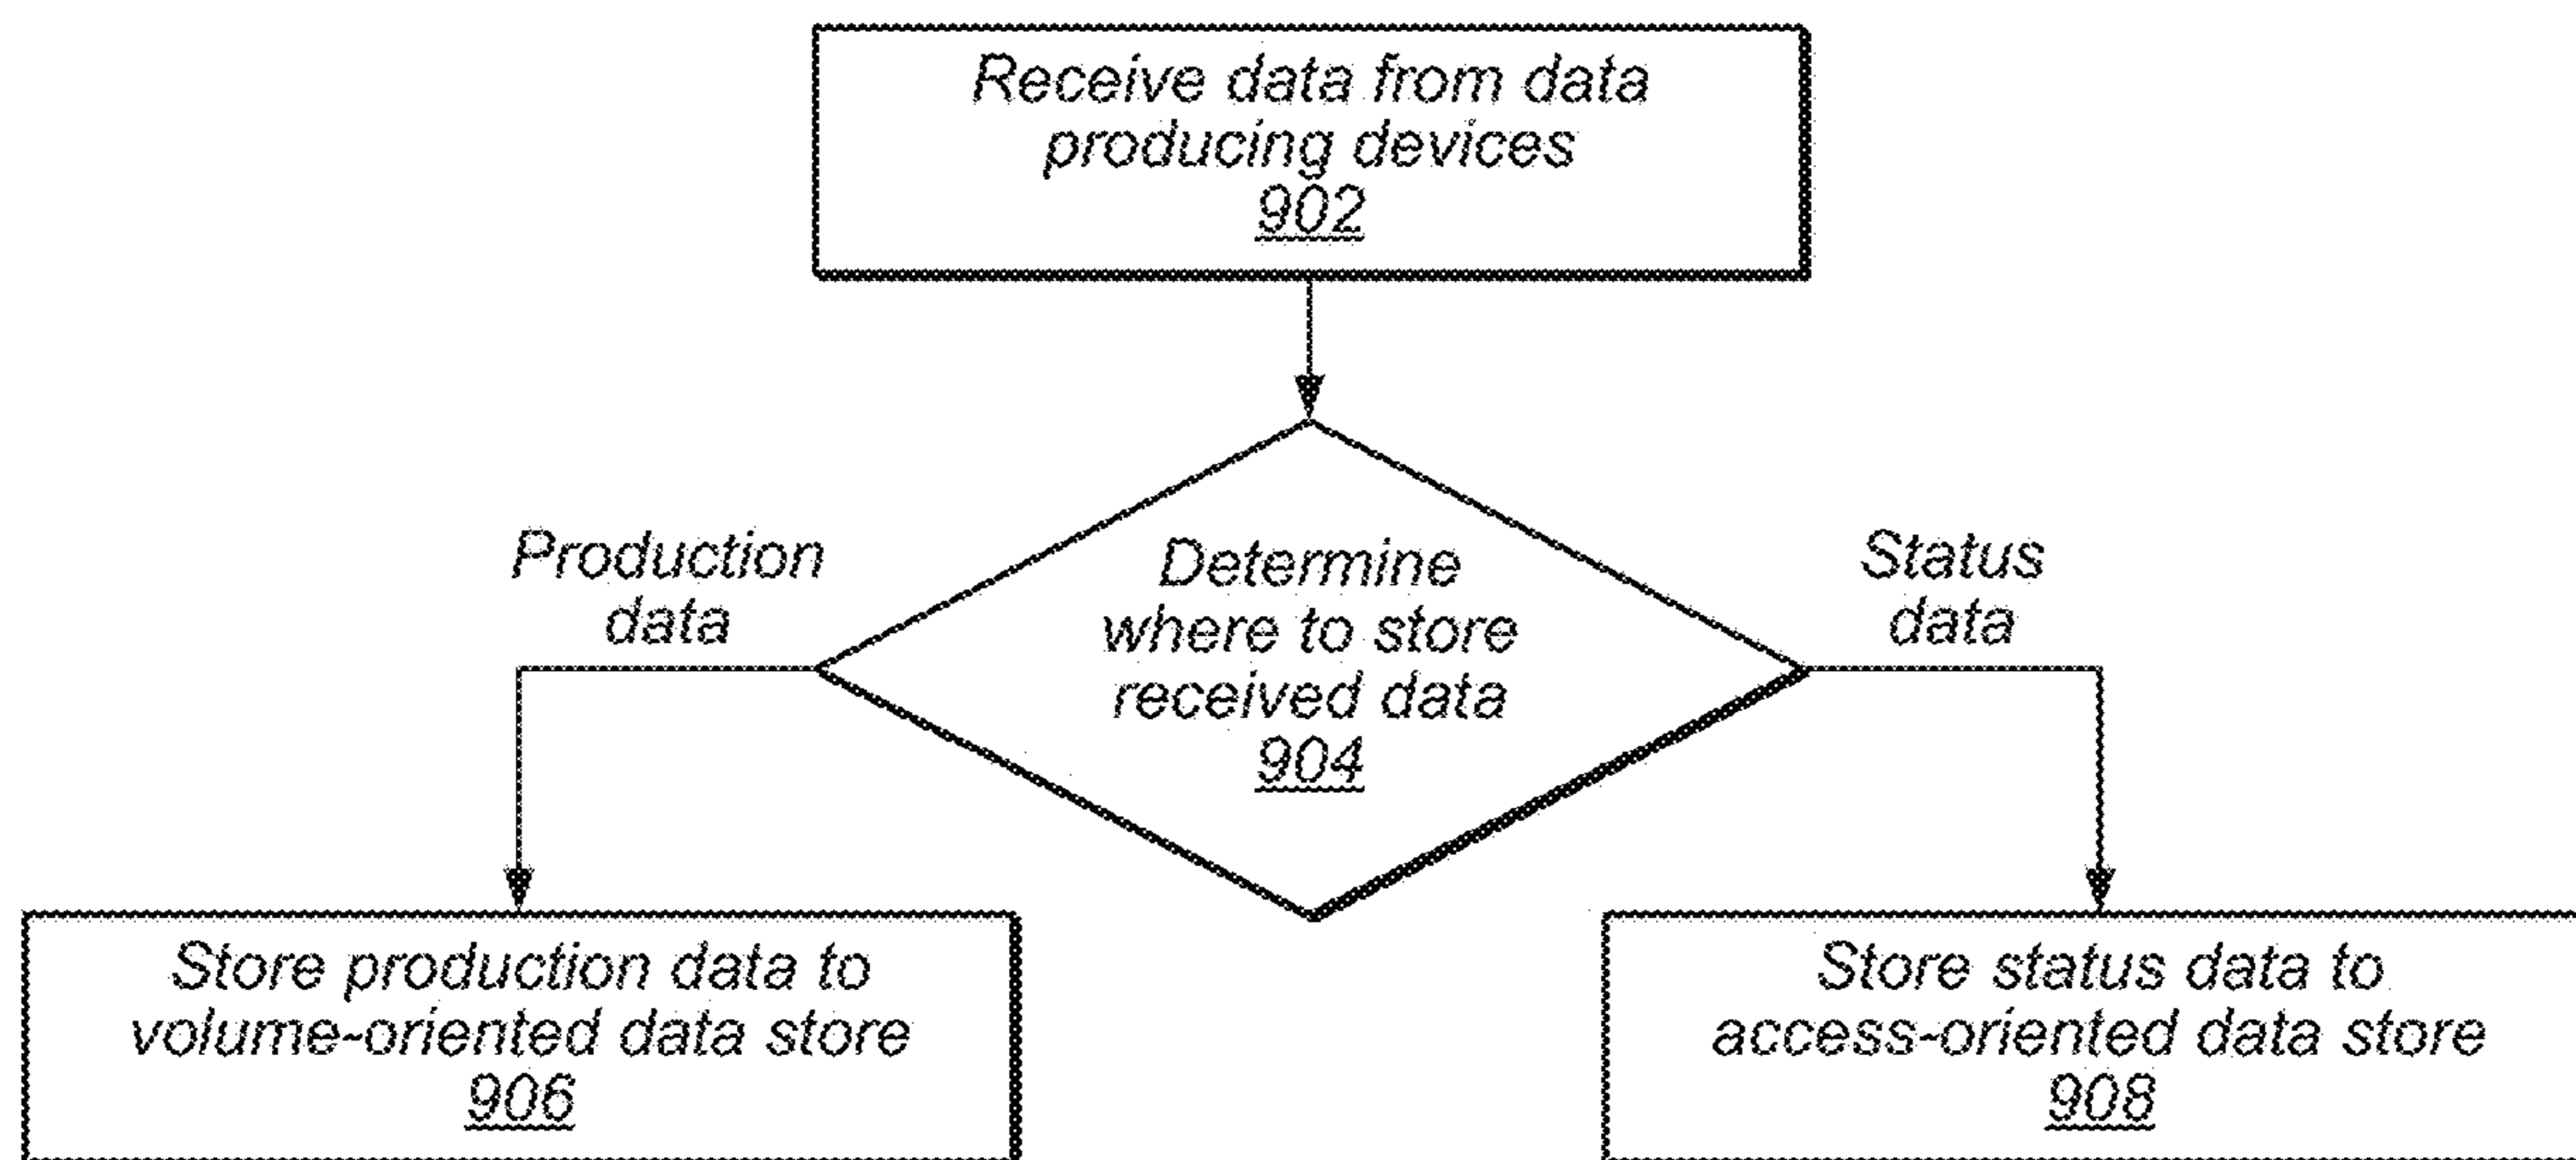 Receive data from data
producing devices
902
Production
data
Determine
where to store
received data
904
Status
data
Store production data to
volume-oriented data store
906
Store status data to
access-oriented data store
908